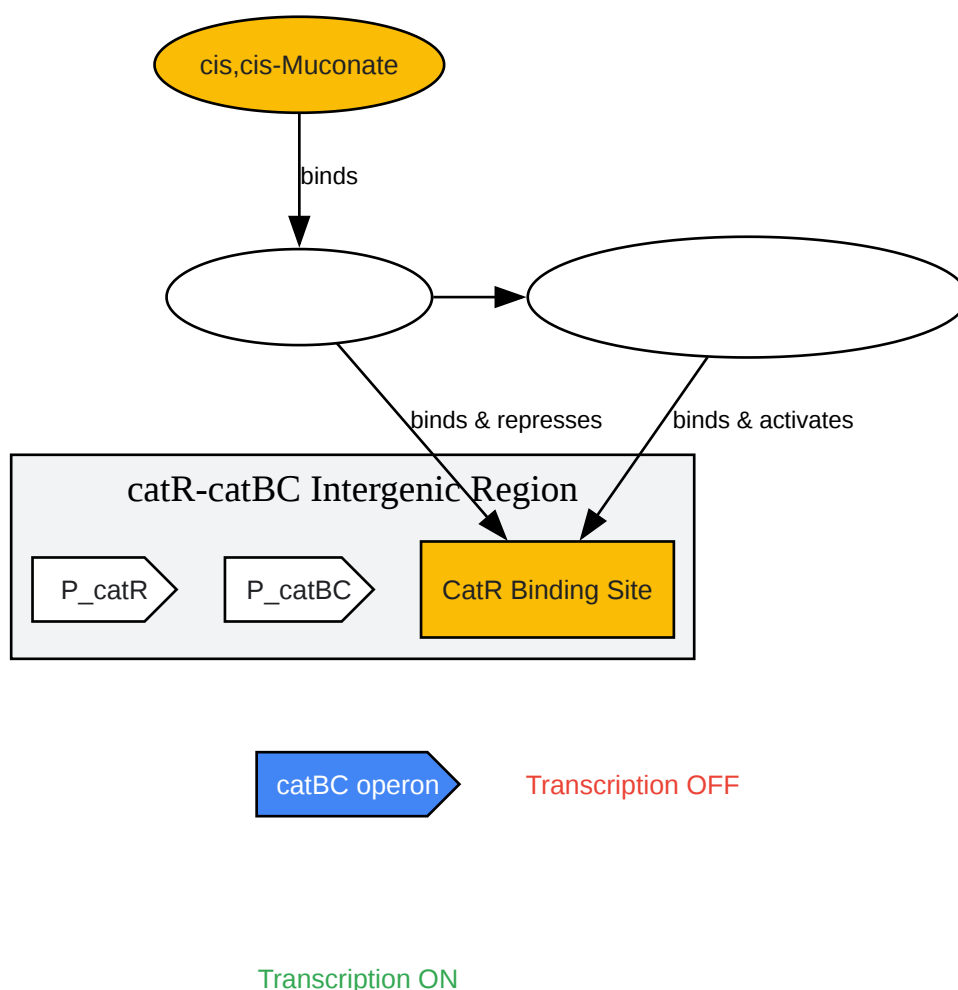 cis,cis-Muconate
binds
binds & represses
binds & activates
catR-catBC Intergenic Region
P_catR
P_catBC
CatR Binding Site
catBC operon
Transcription OFF
Transcription ON